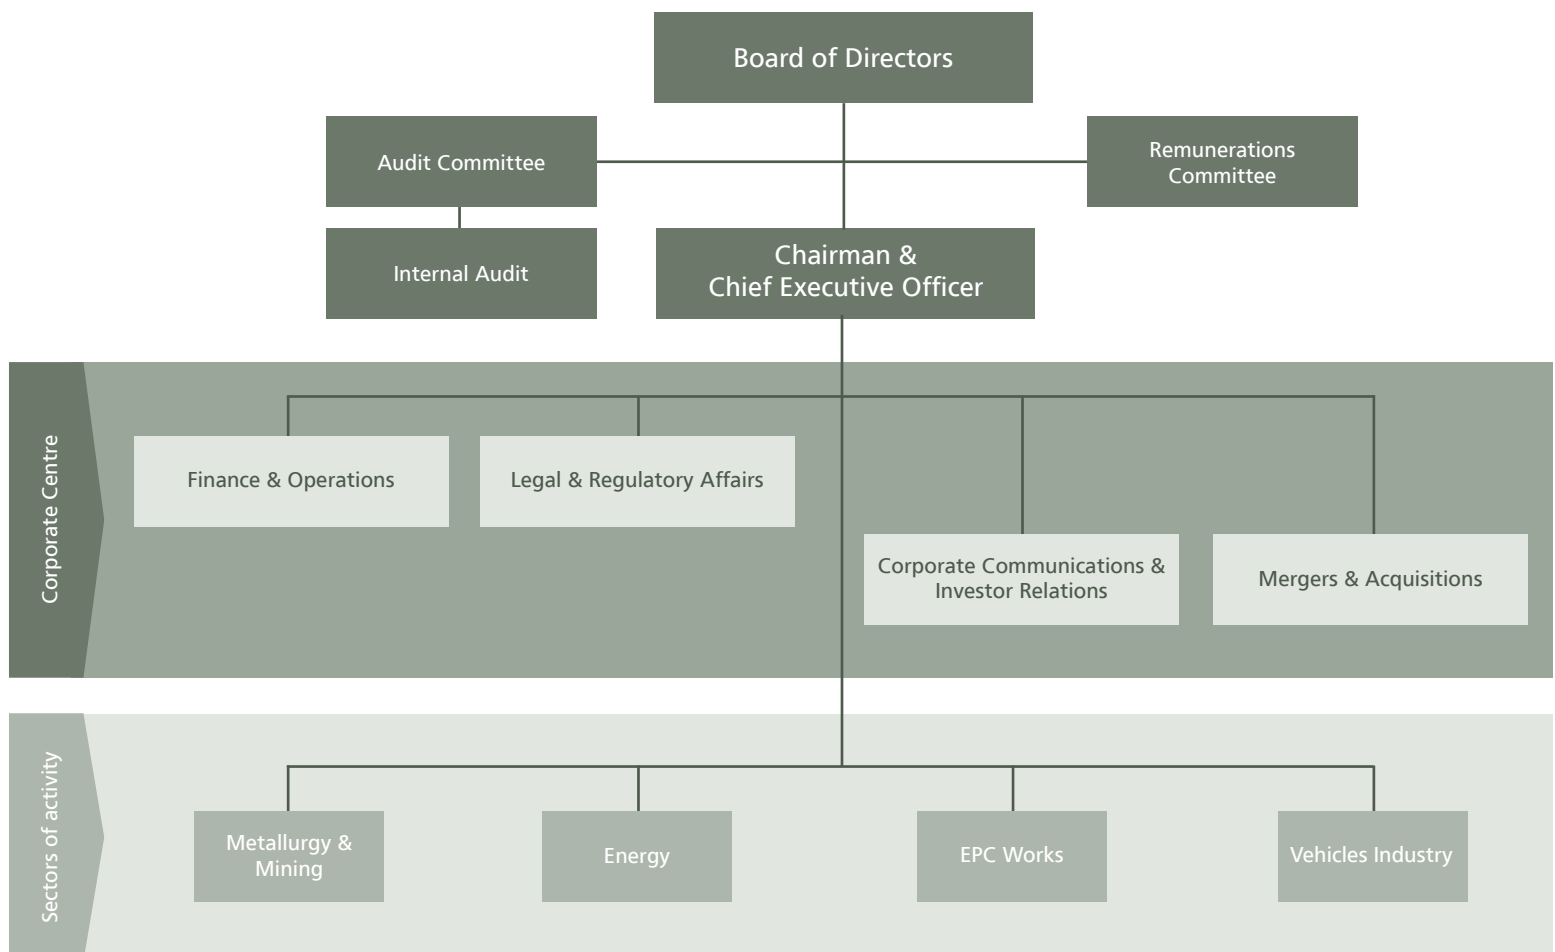 Board of Directors
Audit Committee
Remunerations
Committee
Internal Audit
Chairman &
Chief Executive Officer
Corporate Centre
Finance & Operations
Legal & Regulatory Affairs
Corporate Communications &
Investor Relations
Mergers & Acquisitions
Sectors of activity
Metallurgy &
Mining
Energy
EPC Works
Vehicles Industry